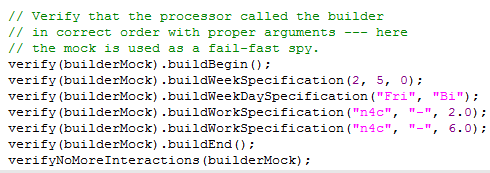 // Verify that the processor called the builder
// in correct order with proper arguments --- here
// the mock is used as a fail-fast spy.
verify(builderMock).buildBegin();
verify(builderMock).buildWeekSpecification(2, 5, 0);
verify(builderMock).buildWeekDaySpecification("Fri", "Bi");
verify(builderMock).buildWorkSpecification("n4c", "-", 2.0);
verify(builderMock).buildWorkSpecification("n4c", "-", 6.0);
verify(builderMock).buildEnd();
verifyNoMoreInteractions(builderMock);